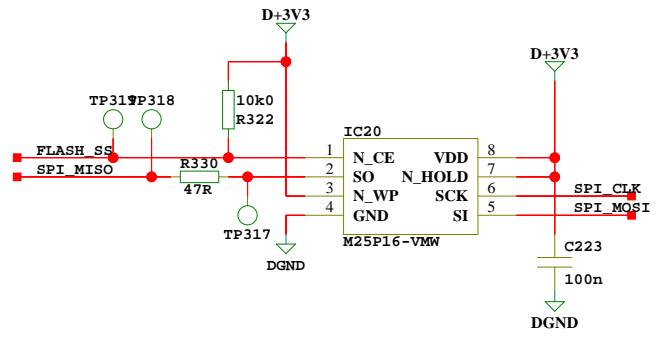 D+3V3
D+3V3
TP319 TP318
10k0
R322
IC20
FLASH_SS
1 N_CE VDD 8
SPI_MISO
R330
47R
2 SO N_HOLD 7
3 N_WP SCK 6
SPI_CLK
4 GND SI 5
SPI_MOSI
TP317
M25P16-VMW
C223
DGND
100n
DGND